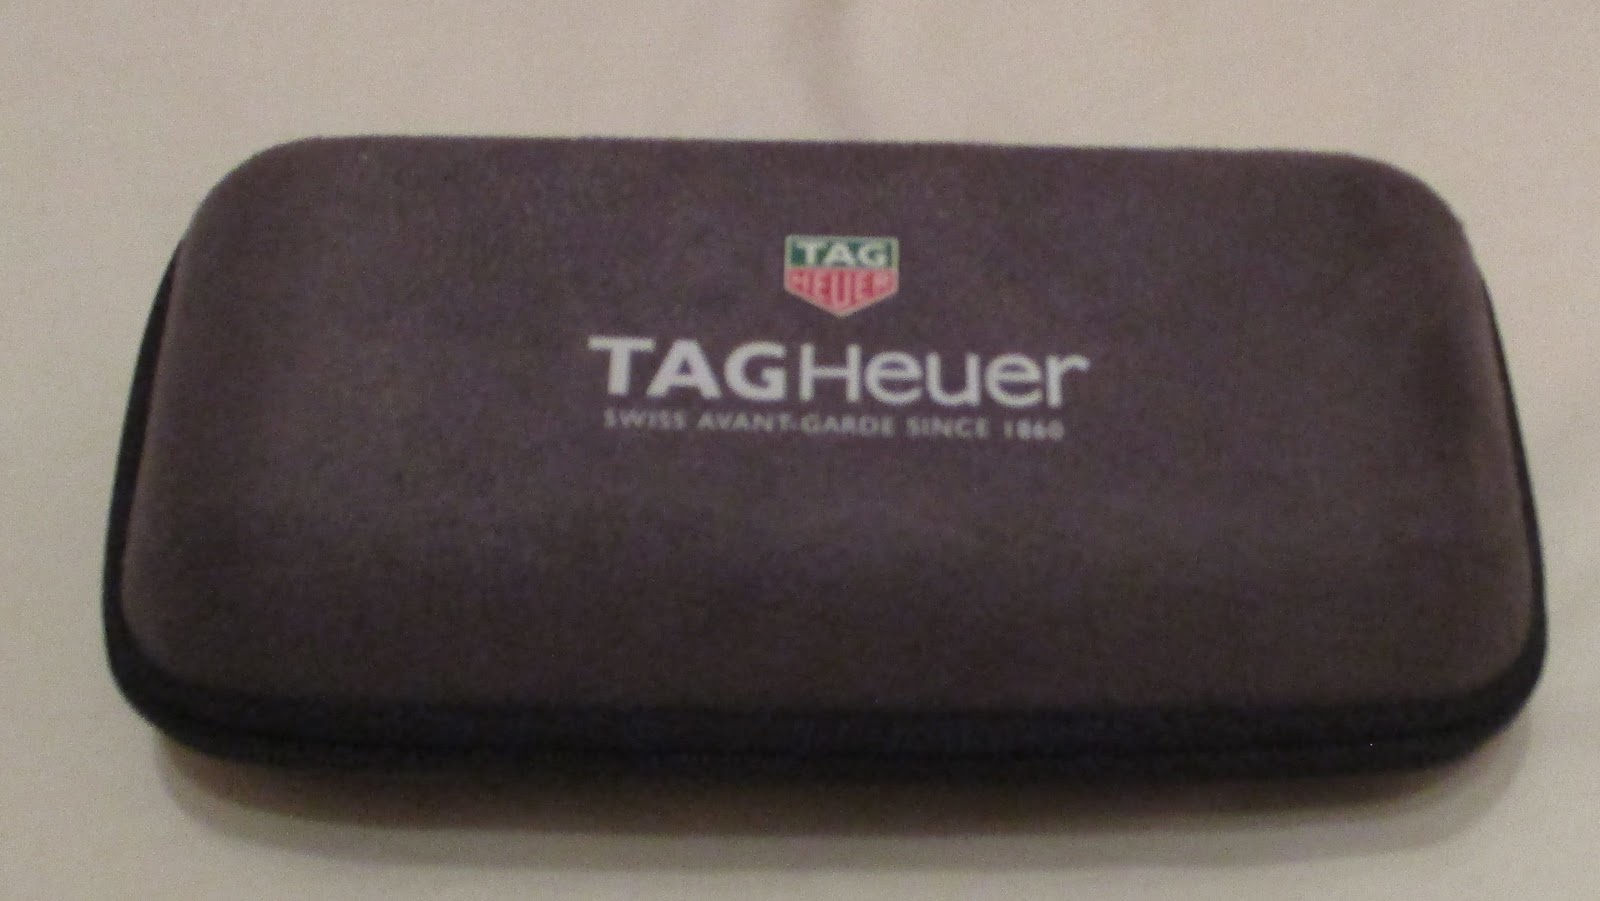 TAG
HEUER
TAGHeuer
SWISS AVANT-GARDE SINCE 1860